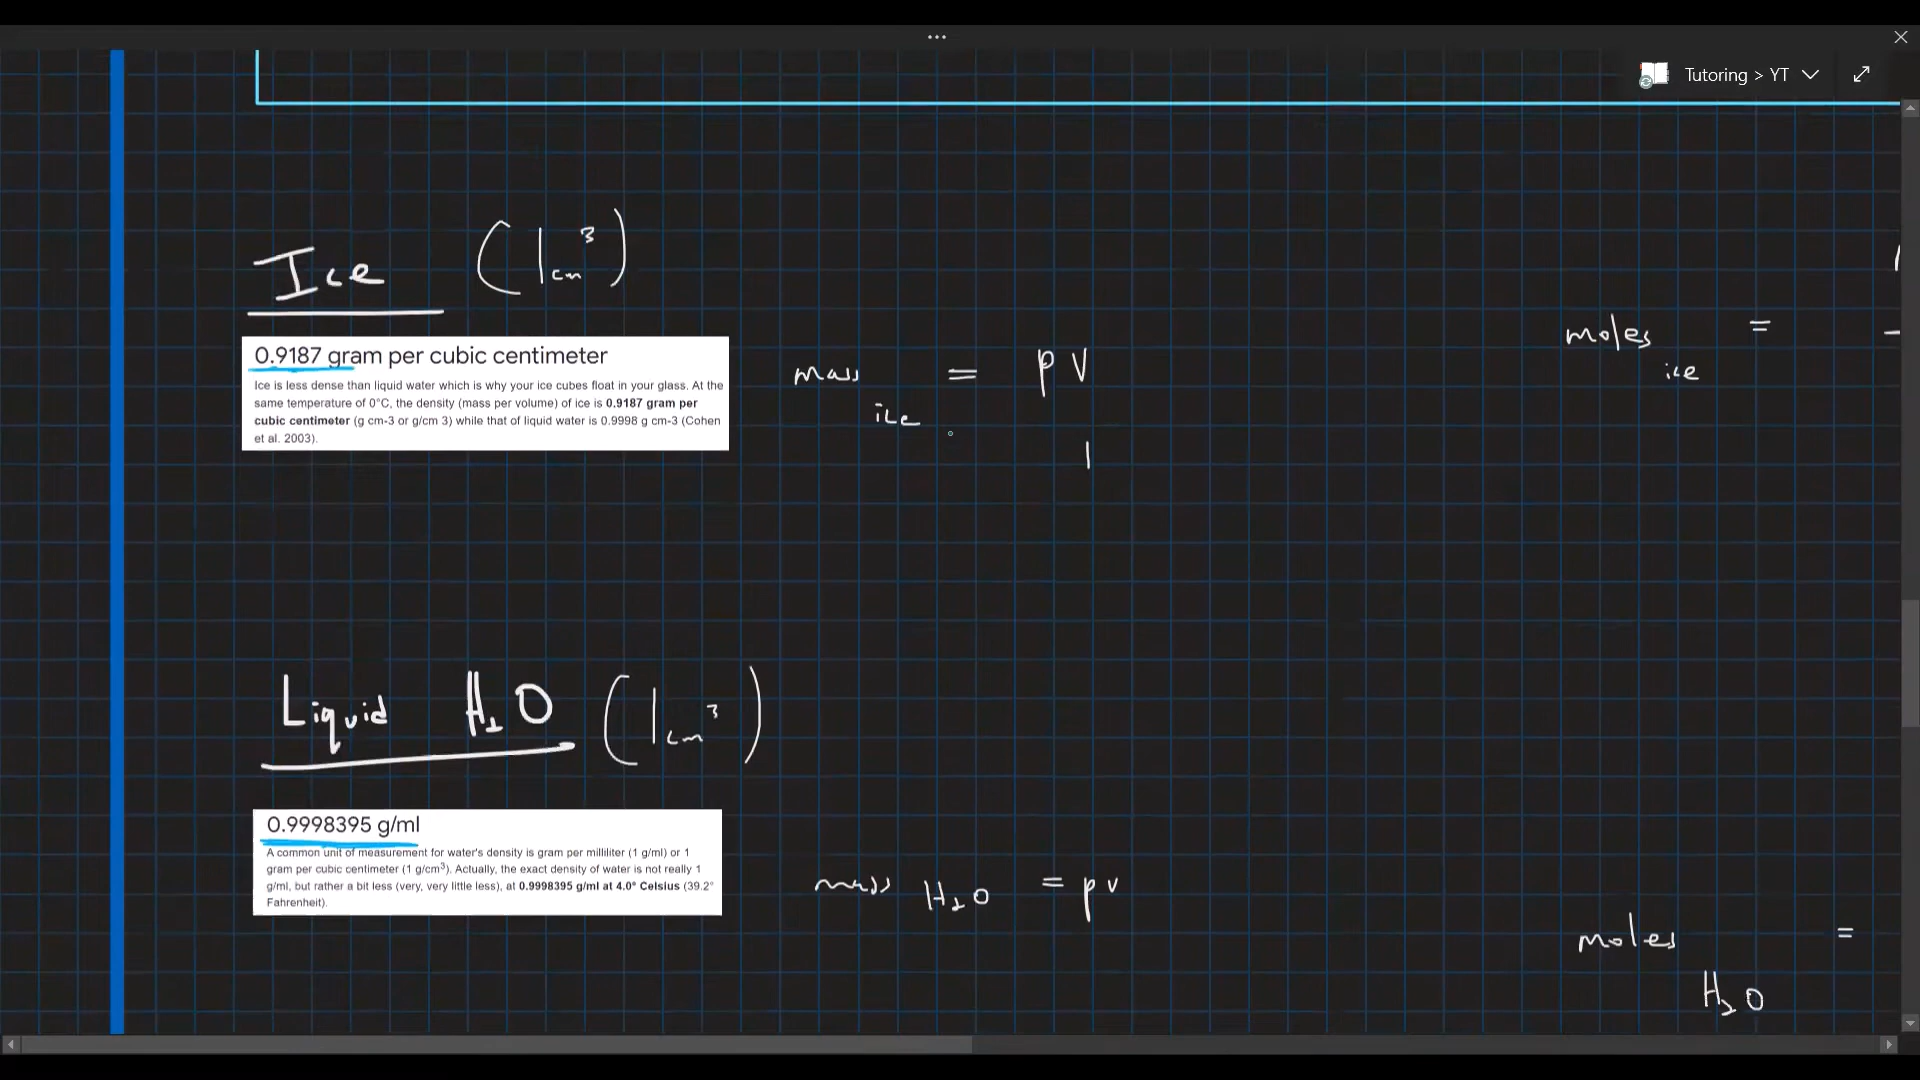 Tutoring > YT
Ice (1 cm³)
0.9187 gram per cubic centimeter
Ice is less dense than liquid water which is why your ice cubes float in your glass. At the
same temperature of 0°C, the density (mass per volume) of ice is 0.9187 gram per
cubic centimeter (g cm-3 or g/cm 3) while that of liquid water is 0.9998 g cm-3 (Cohen
et al. 2003).
mass ice = ρ V
1
moles ice =
Liquid H₂O (1 cm³)
0.9998395 g/ml
A common unit of measurement for water's density is gram per milliliter (1 g/ml) or 1
gram per cubic centimeter (1 g/cm³). Actually, the exact density of water is not really 1
g/ml, but rather a bit less (very, very little less), at 0.9998395 g/ml at 4.0° Celsius (39.2°
Fahrenheit).
mass H₂O = ρ v
moles H₂O =